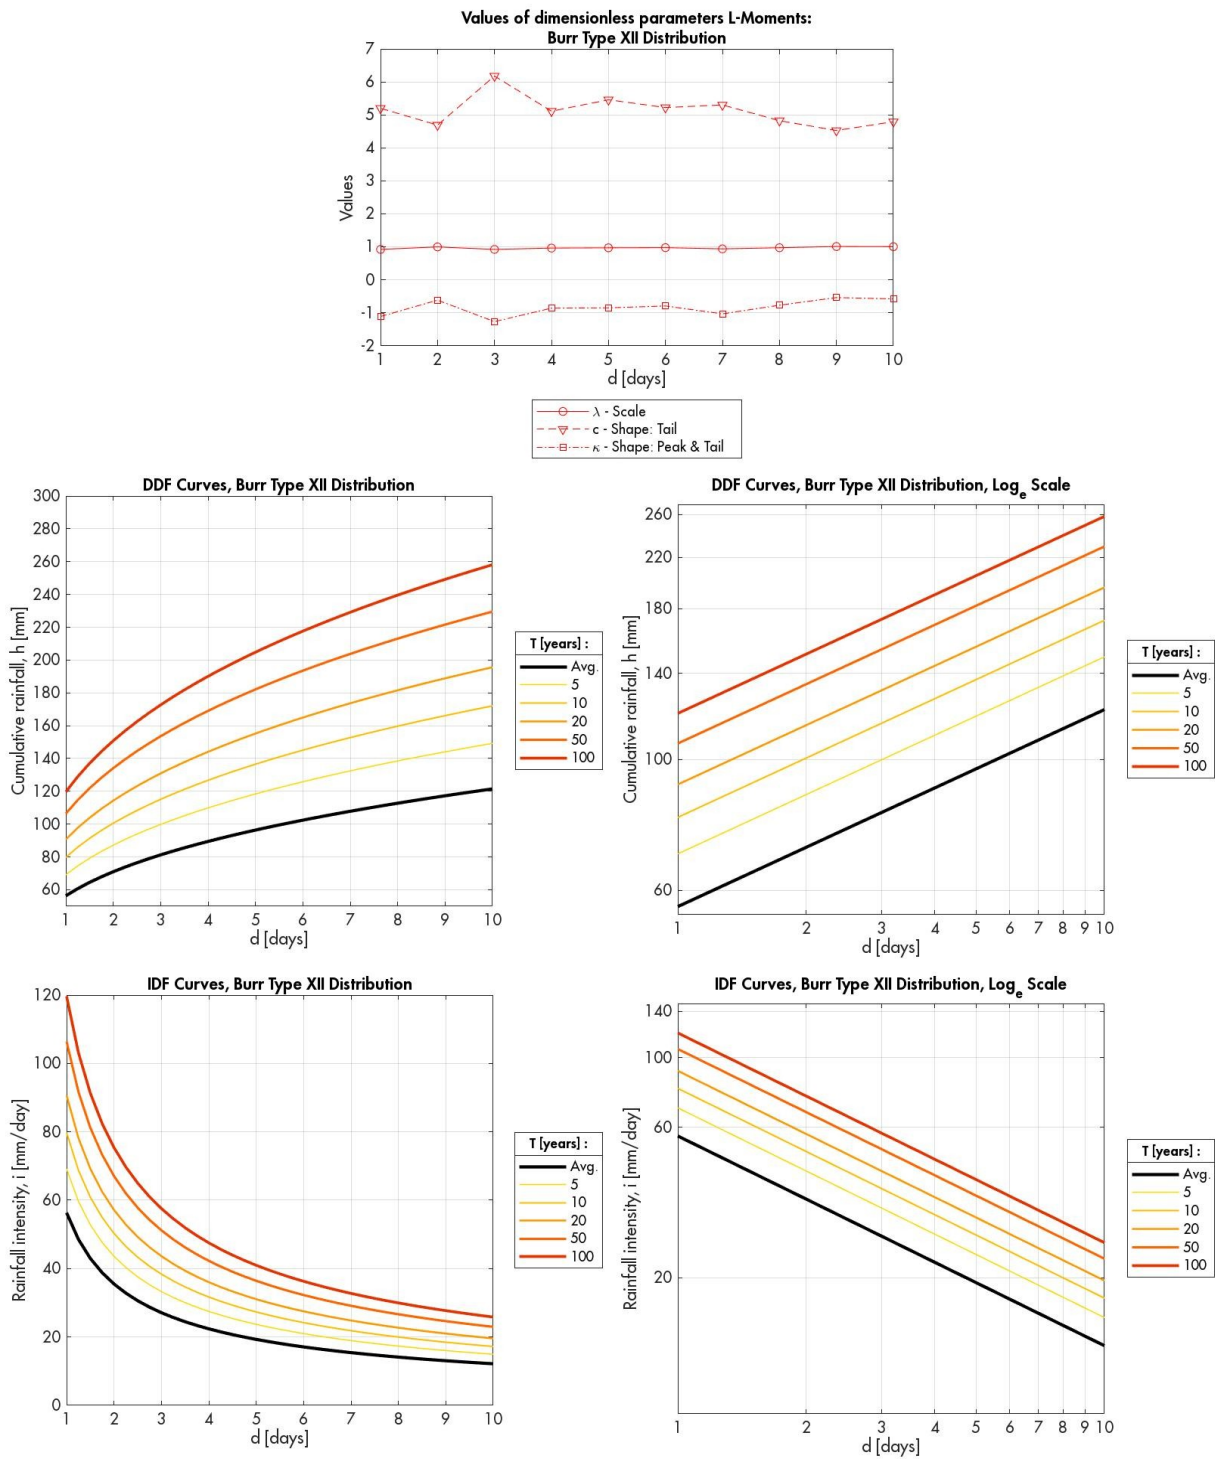 Values of dimensionless parameters L-Moments:
Burr Type XII Distribution
7
6
5
4
3
2
1
0
-1
-2
Values
1 2 3 4 5 6 7 8 9 10
d [days]
λ - Scale
c - Shape: Tail
κ - Shape: Peak & Tail
DDF Curves, Burr Type XII Distribution
300
280
260
240
220
200
180
160
140
120
100
80
60
Cumulative rainfall, h [mm]
1 2 3 4 5 6 7 8 9 10
d [days]
T [years] :
Avg.
5
10
20
50
100
DDF Curves, Burr Type XII Distribution, Loge Scale
260
220
180
140
100
60
Cumulative rainfall, h [mm]
1 2 3 4 5 6 7 8 9 10
d [days]
T [years] :
Avg.
5
10
20
50
100
IDF Curves, Burr Type XII Distribution
120
100
80
60
40
20
0
Rainfall intensity, i [mm/day]
1 2 3 4 5 6 7 8 9 10
d [days]
T [years] :
Avg.
5
10
20
50
100
IDF Curves, Burr Type XII Distribution, Loge Scale
140
100
60
20
Rainfall intensity, i [mm/day]
1 2 3 4 5 6 7 8 9 10
d [days]
T [years] :
Avg.
5
10
20
50
100